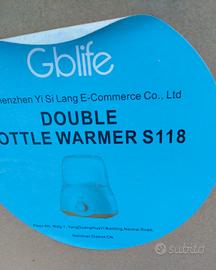 Gblife
henzhen Yi Si Lang E-Commerce Co., Ltd
DOUBLE
OTTLE WARMER S118
subito